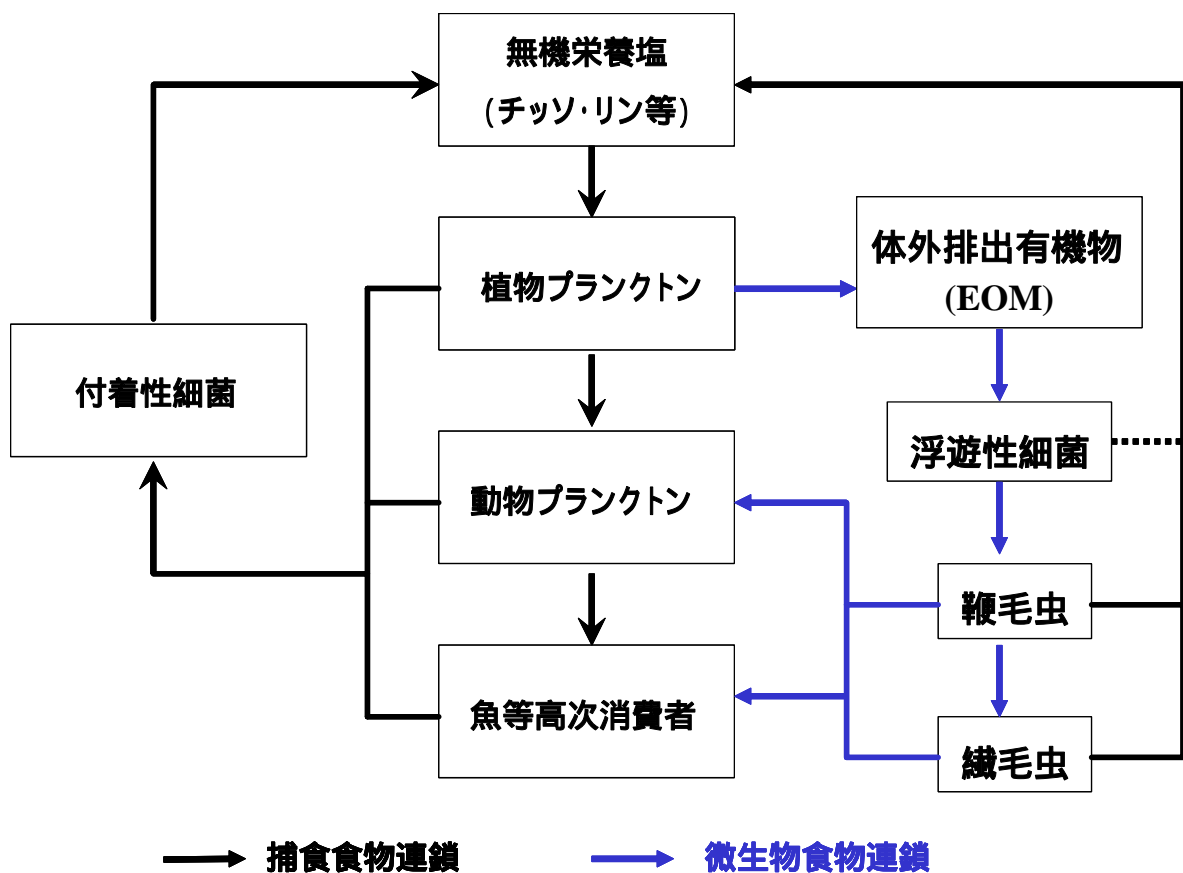 無機栄養塩
(チッソ・リン等)
植物プランクトン
体外排出有機物
(EOM)
付着性細菌
浮遊性細菌
動物プランクトン
鞭毛虫
魚等高次消費者
繊毛虫
捕食食物連鎖
微生物食物連鎖